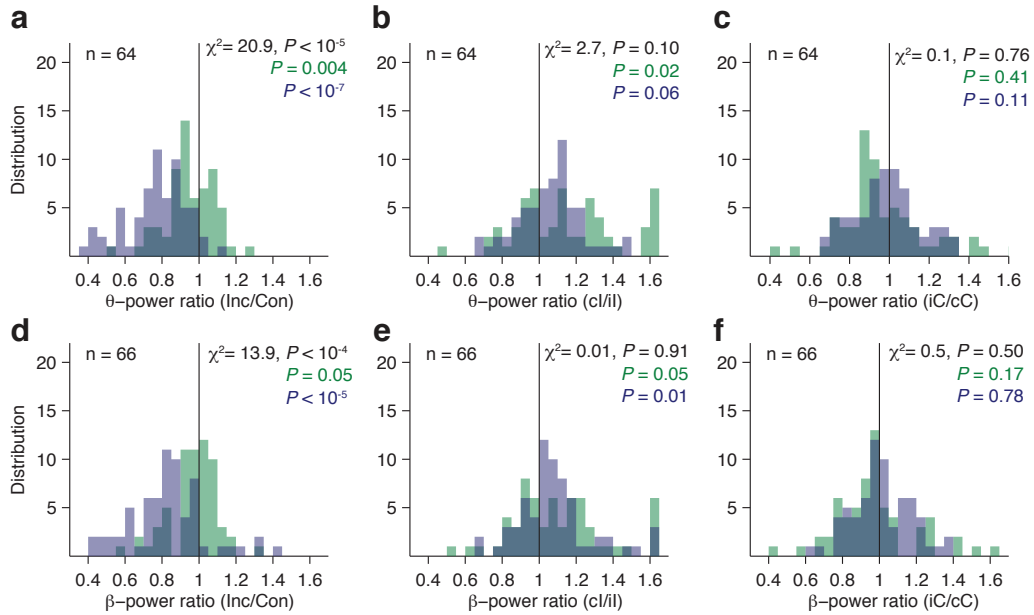 a
n = 64
χ²= 20.9, P < 10⁻⁵
P = 0.004
P < 10⁻⁷
20
15
10
5
Distribution
0.4 0.6 0.8 1 1.2 1.4 1.6
θ−power ratio (Inc/Con)
b
n = 64
χ²= 2.7, P = 0.10
P = 0.02
P = 0.06
20
15
10
5
0.4 0.6 0.8 1 1.2 1.4 1.6
θ−power ratio (cI/iI)
c
n = 64
χ²= 0.1, P = 0.76
P = 0.41
P = 0.11
20
15
10
5
0.4 0.6 0.8 1 1.2 1.4 1.6
θ−power ratio (iC/cC)
d
n = 66
χ²= 13.9, P < 10⁻⁴
P = 0.05
P < 10⁻⁵
20
15
10
5
Distribution
0.4 0.6 0.8 1 1.2 1.4 1.6
β−power ratio (Inc/Con)
e
n = 66
χ²= 0.01, P = 0.91
P = 0.05
P = 0.01
20
15
10
5
0.4 0.6 0.8 1 1.2 1.4 1.6
β−power ratio (cI/iI)
f
n = 66
χ²= 0.5, P = 0.50
P = 0.17
P = 0.78
20
15
10
5
0.4 0.6 0.8 1 1.2 1.4 1.6
β−power ratio (iC/cC)